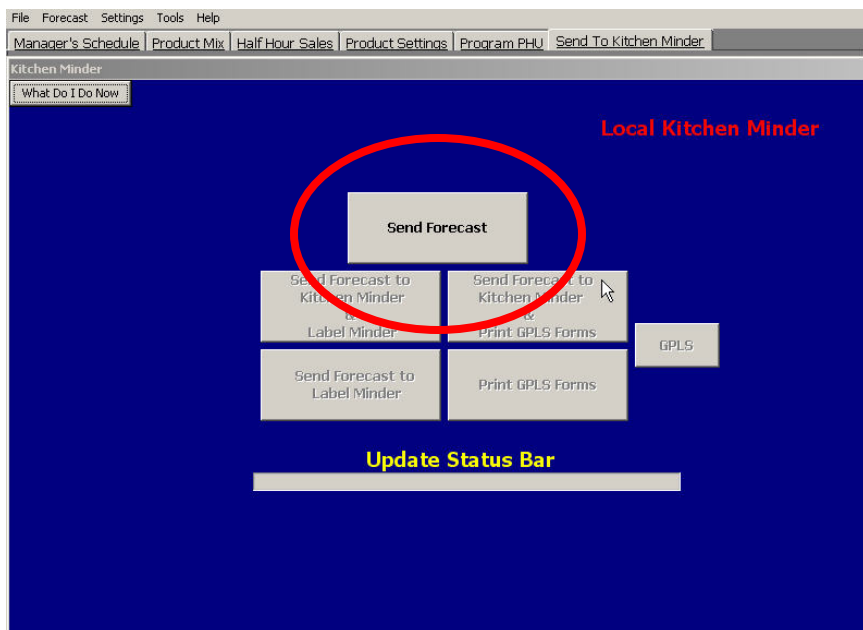 File Forecast Settings Tools Help
Manager's Schedule Product Mix Half Hour Sales Product Settings Program PHU Send To Kitchen Minder
Kitchen Minder
What Do I Do Now
Local Kitchen Minder
Send Forecast
Send Forecast to
Kitchen Minder
&
Label Minder
Send Forecast to
Kitchen Minder
&
Print GPLS Forms
GPLS
Send Forecast to
Label Minder
Print GPLS Forms
Update Status Bar